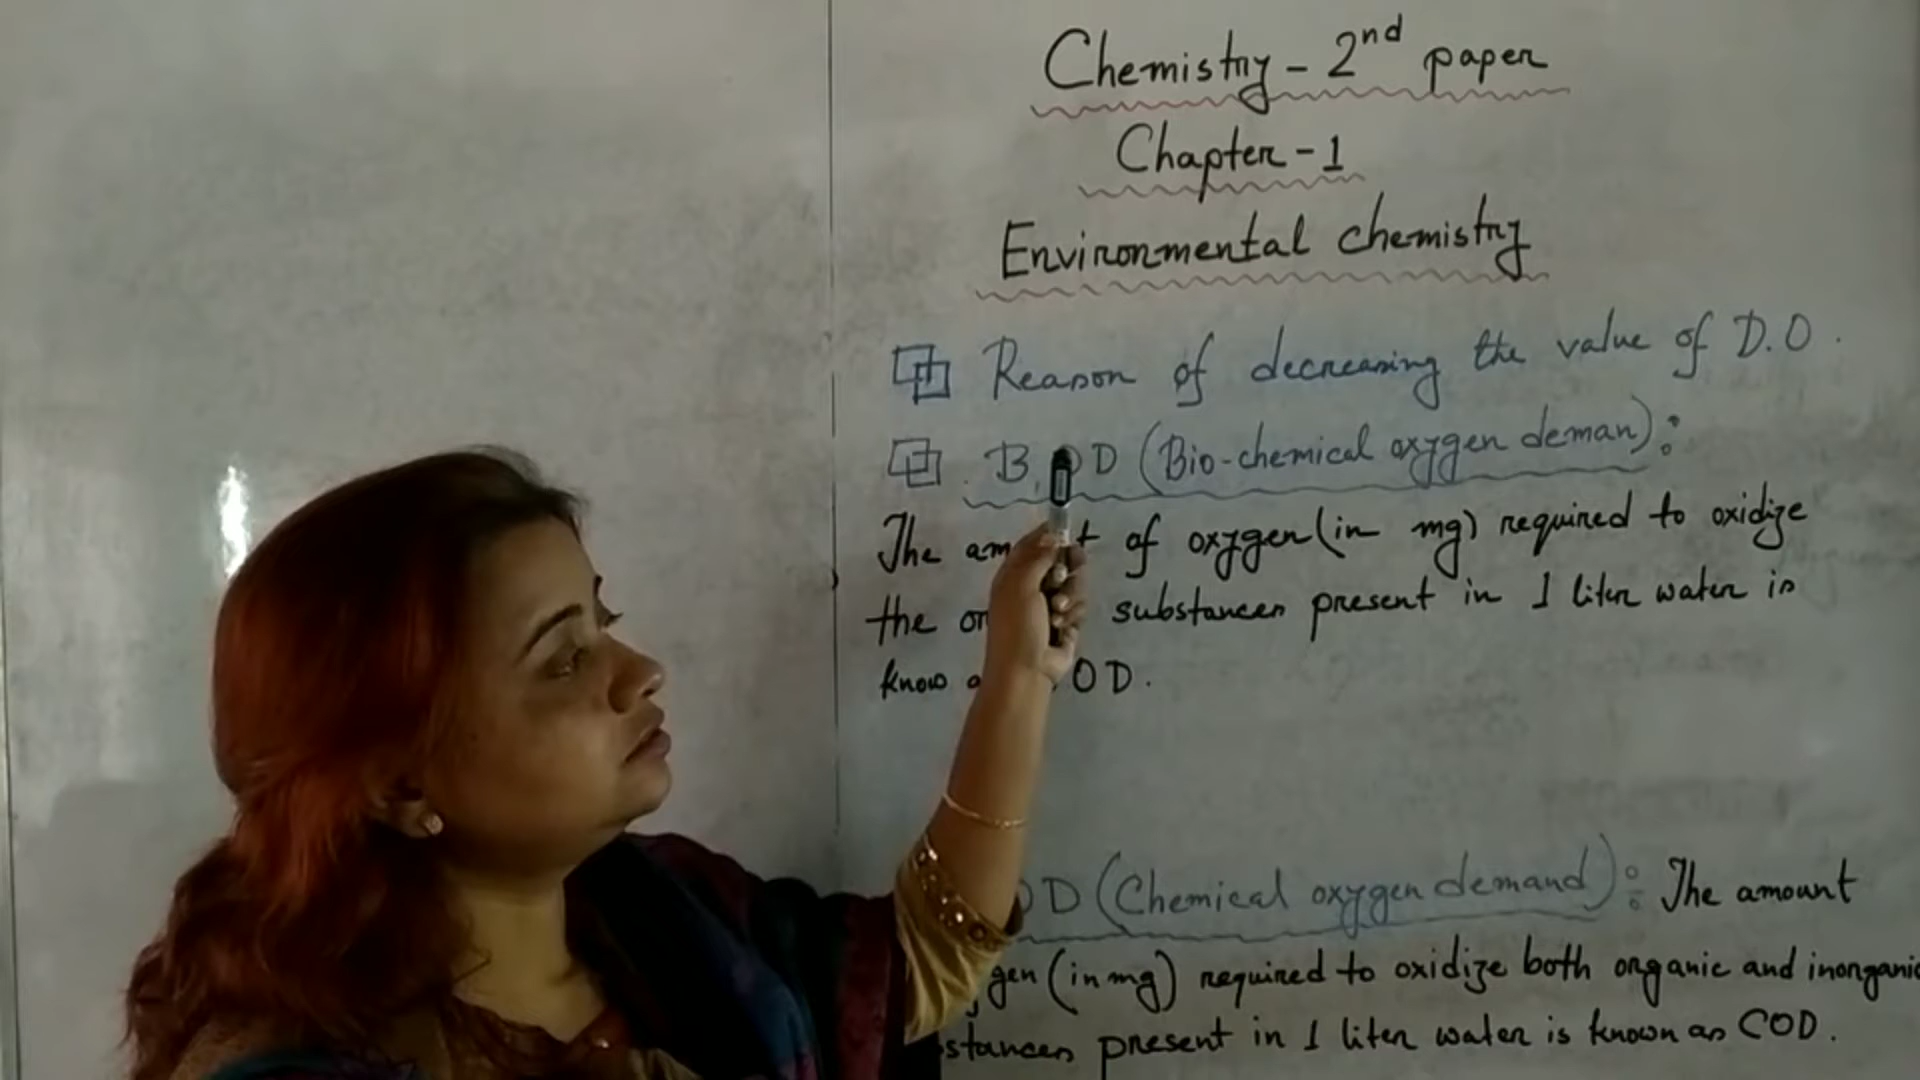 Chemistry - 2nd paper
Chapter - 1
Environmental chemistry
Reason of decreasing the value of D.O.
B. OD (Bio-chemical oxygen deman):
The of oxygen (in mg) required to oxidize
the substances present in 1 liter water is
know OD.
OD (Chemical oxygen demand): The amount
gen (in mg) required to oxidize both organic and inorganic
stances present in 1 liter water is known as COD.